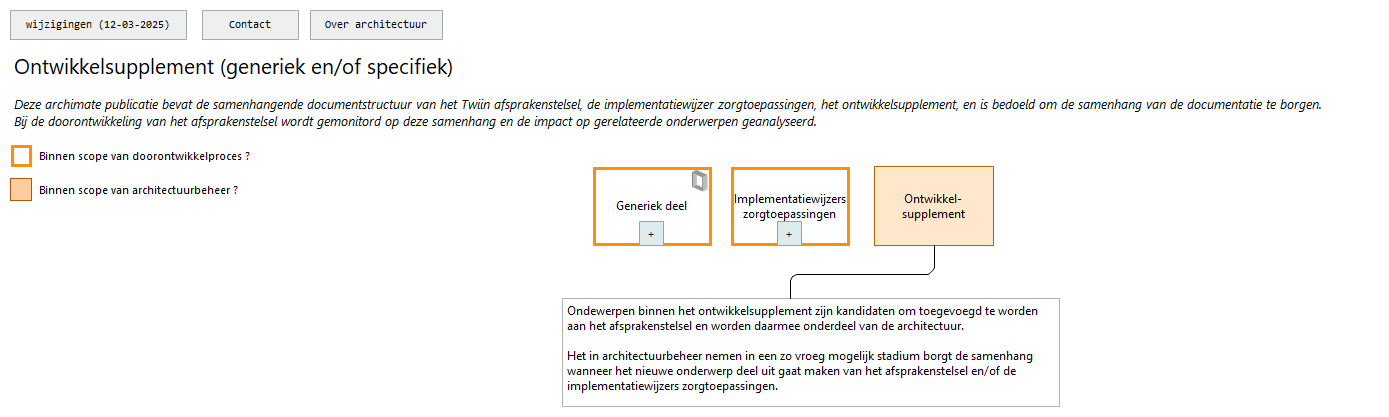 wijzigingen (12-03-2025)
Contact
Over architectuur
Ontwikkelsupplement (generiek en/of specifiek)
Deze archimate publicatie bevat de samenhangende documentstructuur van het Twiin afsprakenstelsel, de implementatiewijzer zorgtoepassingen, het ontwikkelsupplement, en is bedoeld om de samenhang van de documentatie te borgen.
Bij de doorontwikkeling van het afsprakenstelsel wordt gemonitord op deze samenhang en de impact op gerelateerde onderwerpen geanalyseerd.
Binnen scope van doorontwikkelproces ?
Binnen scope van architectuurbeheer ?
Generiek deel
+
Implementatiewijzers
zorgtoepassingen
+
Ontwikkel-
supplement
Ondewerpen binnen het ontwikkelsupplement zijn kandidaten om toegevoegd te worden
aan het afsprakenstelsel en worden daarmee onderdeel van de architectuur.
Het in architectuurbeheer nemen in een zo vroeg mogelijk stadium borgt de samenhang
wanneer het nieuwe onderwerp deel uit gaat maken van het afsprakenstelsel en/of de
implementatiewijzers zorgtoepassingen.